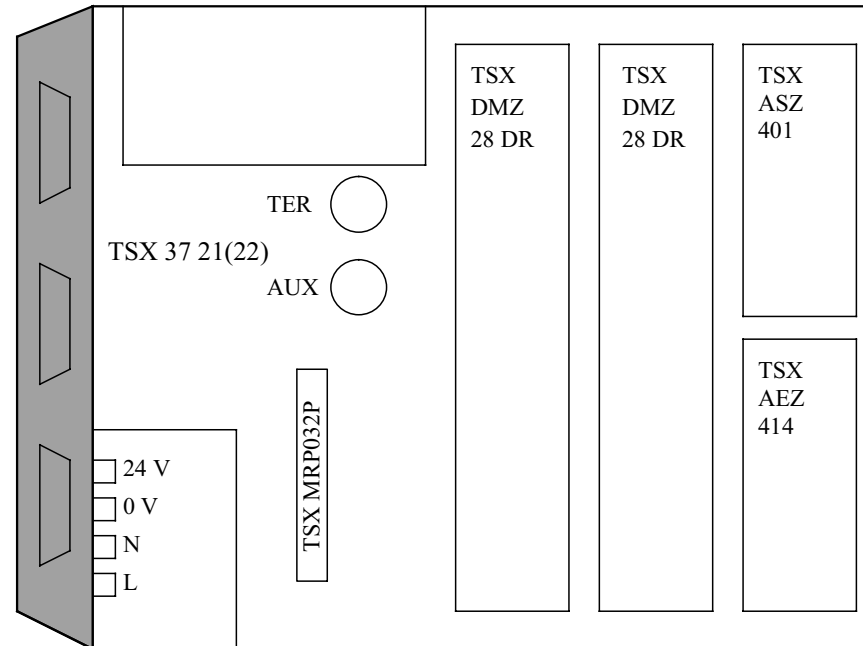 TER
TSX 37 21(22)
AUX
TSX MRP032P
24 V
0 V
N
L
TSX
DMZ
28 DR
TSX
DMZ
28 DR
TSX
ASZ
401
TSX
AEZ
414